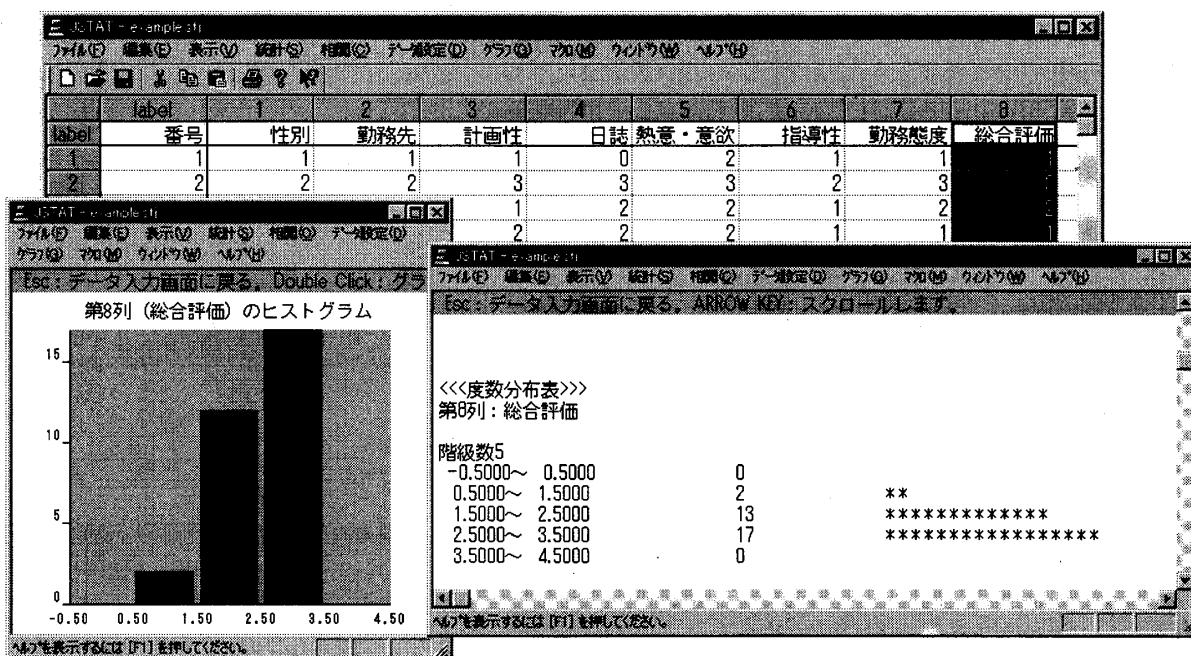 JSTAT - example.stj
ファイル(F) 編集(E) 表示(V) 統計(S) 相関(C) データ設定(D) グラフ(G) マクロ(M) ウィンドウ(W) ヘルプ(H)
label 1 2 3 4 5 6 7 8
label 番号 性別 勤務先 計画性 日誌 熱意・意欲 指導性 勤務態度 総合評価
1 1 1 1 1 0 2 1 1 1
2 2 2 2 3 3 3 2 3
1 2 2 1 2
2 2 2 1 1
JSTAT - example.stj
ファイル(F) 編集(E) 表示(V) 統計(S) 相関(C) データ設定(D)
グラフ(G) マクロ(M) ウィンドウ(W) ヘルプ(H)
Esc:データ入力画面に戻る。Double Click:グラ
第8列(総合評価)のヒストグラム
15
10
5
0
-0.50 0.50 1.50 2.50 3.50 4.50
ヘルプを表示するには [F1] を押してください。
JSTAT - example.stj
ファイル(F) 編集(E) 表示(V) 統計(S) 相関(C) データ設定(D) グラフ(G) マクロ(M) ウィンドウ(W) ヘルプ(H)
Esc:データ入力画面に戻る。ARROW KEY:スクロールします。
<<<度数分布表>>>
第8列:総合評価
階級数5
-0.5000～ 0.5000 0
0.5000～ 1.5000 2 **
1.5000～ 2.5000 13 *************
2.5000～ 3.5000 17 *****************
3.5000～ 4.5000 0
ヘルプを表示するには [F1] を押してください。